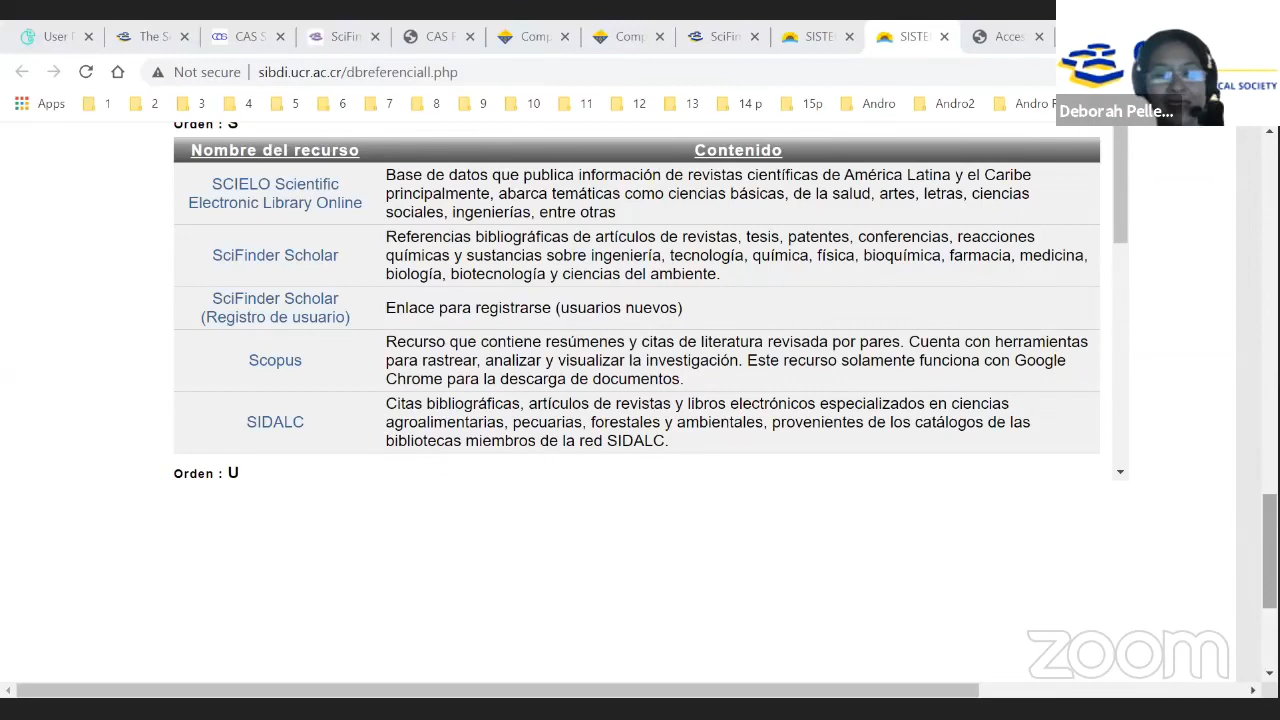 User
The S
CAS S
SciFin
CAS F
Comp
Comp
SciFin
SISTE
SISTE
Acces
Not secure
sibdi.ucr.ac.cr/dbreferenciall.php
Apps 1 2 3 4 5 6 7 8 9 10 11 12 13 14 p 15p Andro Andro2
CAL SOCIETY
Deborah Pelle...
Orden : S
Nombre del recurso
Contenido
SCIELO Scientific
Electronic Library Online
Base de datos que publica información de revistas científicas de América Latina y el Caribe
principalmente, abarca temáticas como ciencias básicas, de la salud, artes, letras, ciencias
sociales, ingenierías, entre otras
SciFinder Scholar
Referencias bibliográficas de artículos de revistas, tesis, patentes, conferencias, reacciones
químicas y sustancias sobre ingeniería, tecnología, química, física, bioquímica, farmacia, medicina,
biología, biotecnología y ciencias del ambiente.
SciFinder Scholar
(Registro de usuario)
Enlace para registrarse (usuarios nuevos)
Scopus
Recurso que contiene resúmenes y citas de literatura revisada por pares. Cuenta con herramientas
para rastrear, analizar y visualizar la investigación. Este recurso solamente funciona con Google
Chrome para la descarga de documentos.
SIDALC
Citas bibliográficas, artículos de revistas y libros electrónicos especializados en ciencias
agroalimentarias, pecuarias, forestales y ambientales, provenientes de los catálogos de las
bibliotecas miembros de la red SIDALC.
Orden : U
zoom